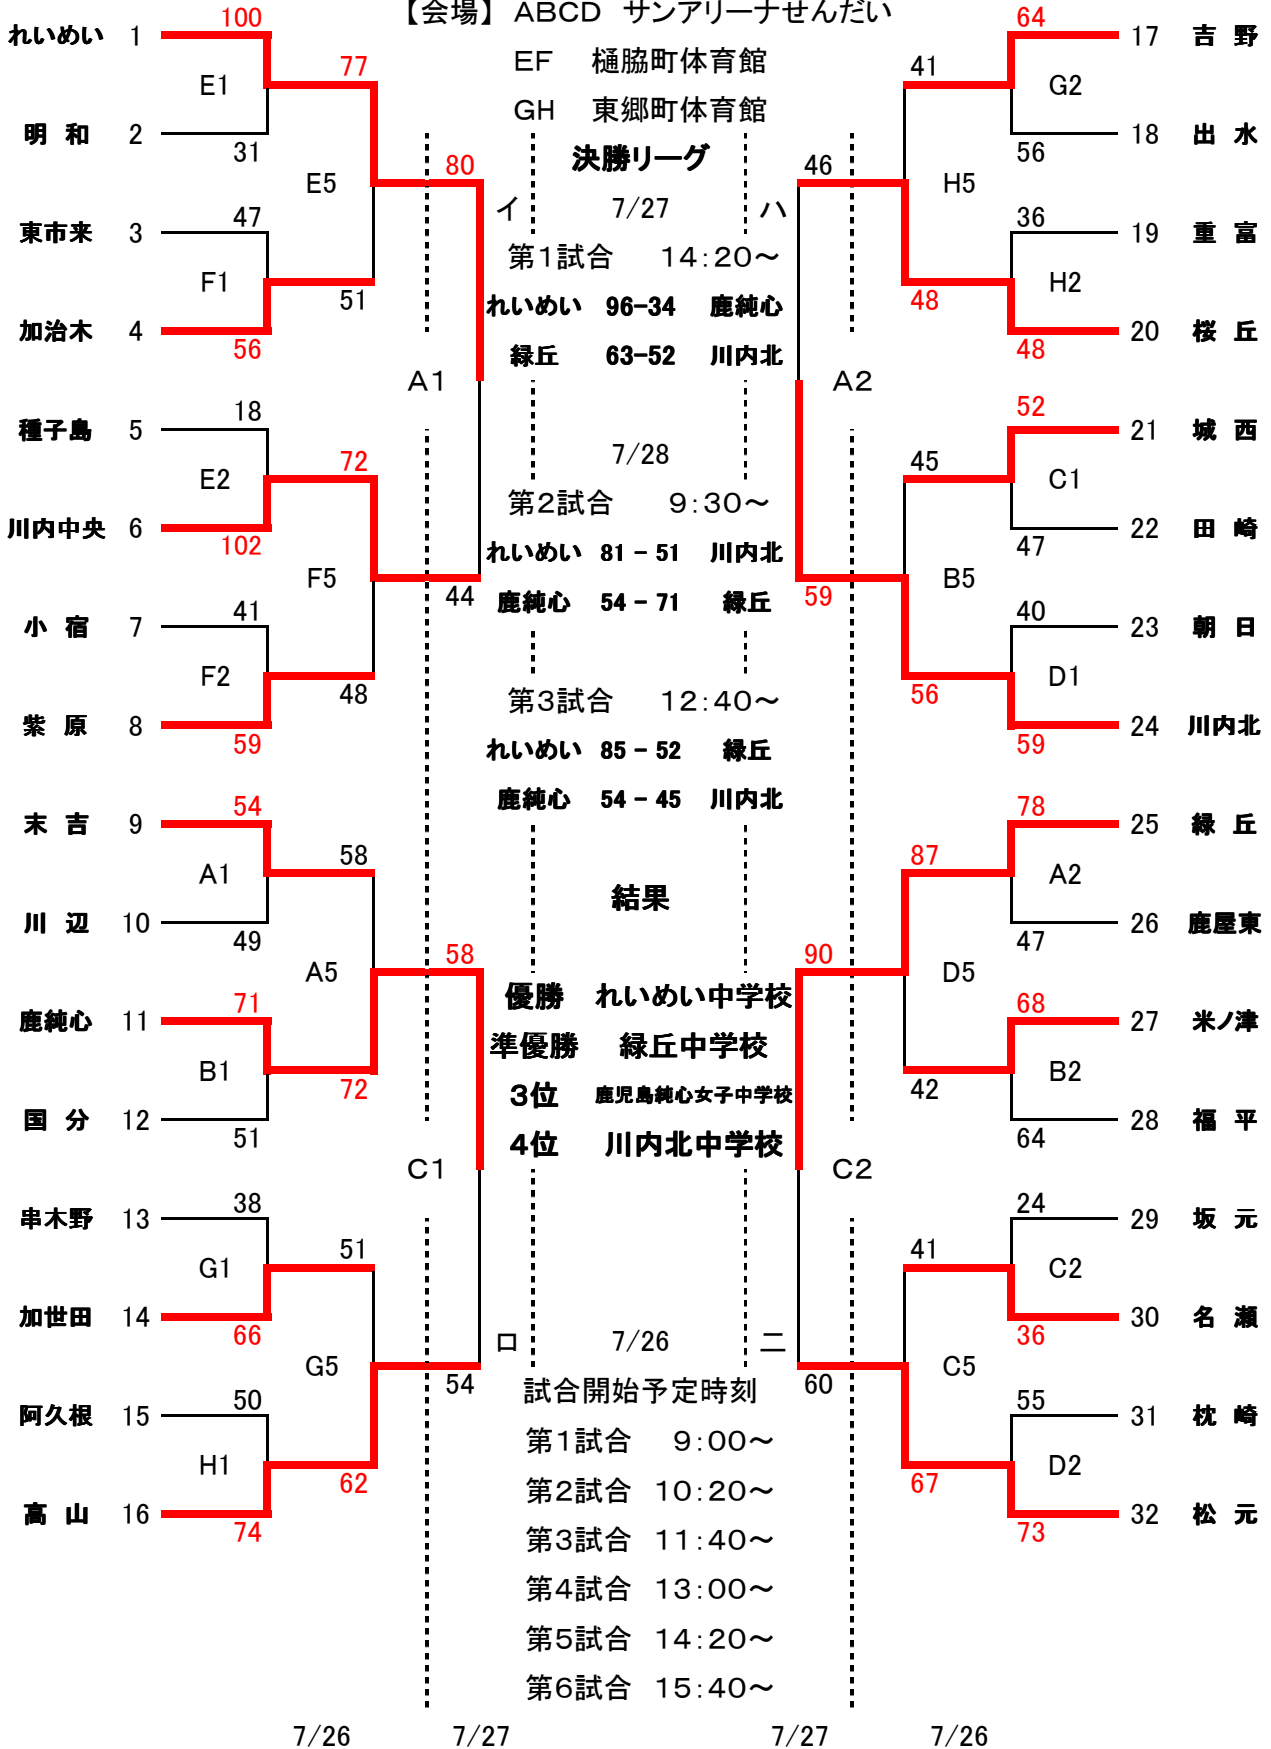 【会場】 ABCD サンアリーナせんだい
EF 樋脇町体育館
GH 東郷町体育館
れいめい 1 100
E1
明 和 2 31
77
E5
東市来 3 47
F1
加治木 4 56
51
80
A1
種子島 5 18
E2
川内中央 6 102
72
F5
小 宿 7 41
F2
紫 原 8 59
48
44
末 吉 9 54
A1
川 辺 10 49
58
A5
鹿純心 11 71
B1
国 分 12 51
72
58
C1
串木野 13 38
G1
加世田 14 66
51
G5
阿久根 15 50
H1
高 山 16 74
62
54
決勝リーグ
イ 7/27 ハ
第1試合 14:20～
れいめい 96-34 鹿純心
緑丘 63-52 川内北
7/28
第2試合 9:30～
れいめい 81 - 51 川内北
鹿純心 54 - 71 緑丘
第3試合 12:40～
れいめい 85 - 52 緑丘
鹿純心 54 - 45 川内北
結果
優勝 れいめい中学校
準優勝 緑丘中学校
3位 鹿児島純心女子中学校
4位 川内北中学校
ロ 7/26 ニ
試合開始予定時刻
第1試合 9:00～
第2試合 10:20～
第3試合 11:40～
第4試合 13:00～
第5試合 14:20～
第6試合 15:40～
64 17 吉 野
G2
56 18 出 水
41
H5
36 19 重 富
H2
48 20 桜 丘
48
46
A2
52 21 城 西
C1
47 22 田 崎
45
B5
40 23 朝 日
D1
59 24 川内北
56
59
78 25 緑 丘
A2
47 26 鹿屋東
87
D5
68 27 米ノ津
B2
64 28 福 平
42
90
C2
24 29 坂 元
C2
36 30 名 瀬
41
C5
55 31 枕 崎
D2
73 32 松 元
67
60
7/26 7/27 7/27 7/26